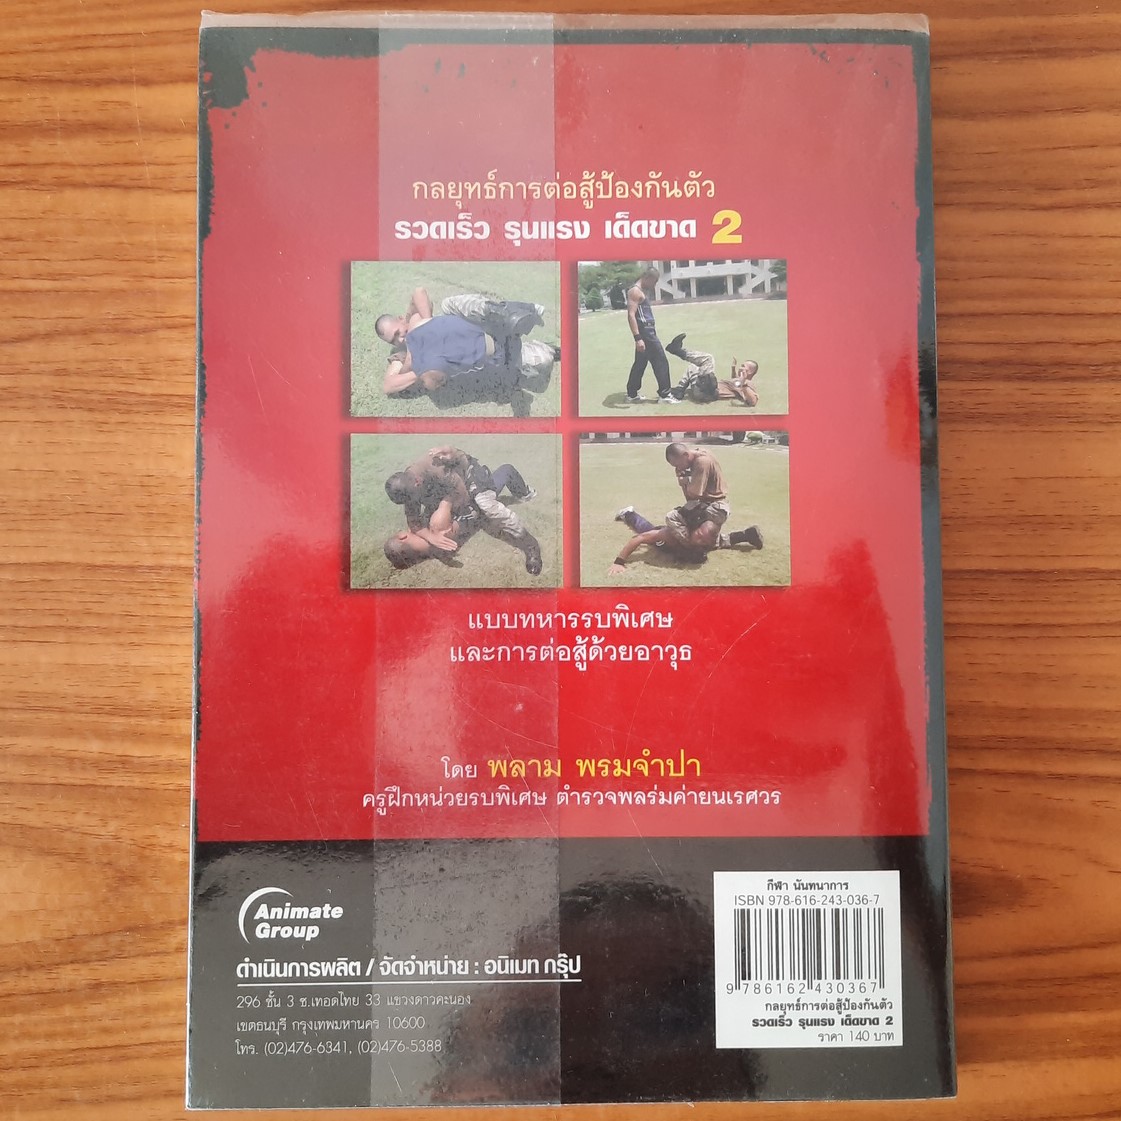 กลยุทธ์การต่อสู้ป้องกันตัว
รวดเร็ว รุนแรง เด็ดขาด 2
แบบทหารรบพิเศษ
และการต่อสู้ด้วยอาวุธ
โดย พลาม พรมจำปา
ครูฝึกหน่วยรบพิเศษ ตำรวจพลร่มค่ายนเรศวร
Animate
Group
ดำเนินการผลิต / จัดจำหน่าย : อนิเมท กรุ๊ป
296 ชั้น 3 ซ.เทอดไทย 33 แขวงดาวคะนอง
เขตธนบุรี กรุงเทพมหานคร 10600
โทร. (02)476-6341, (02)476-5388
กีฬา นันทนาการ
ISBN 978-616-243-036-7
9 786162 430367
กลยุทธ์การต่อสู้ป้องกันตัว
รวดเร็ว รุนแรง เด็ดขาด 2
ราคา 140 บาท